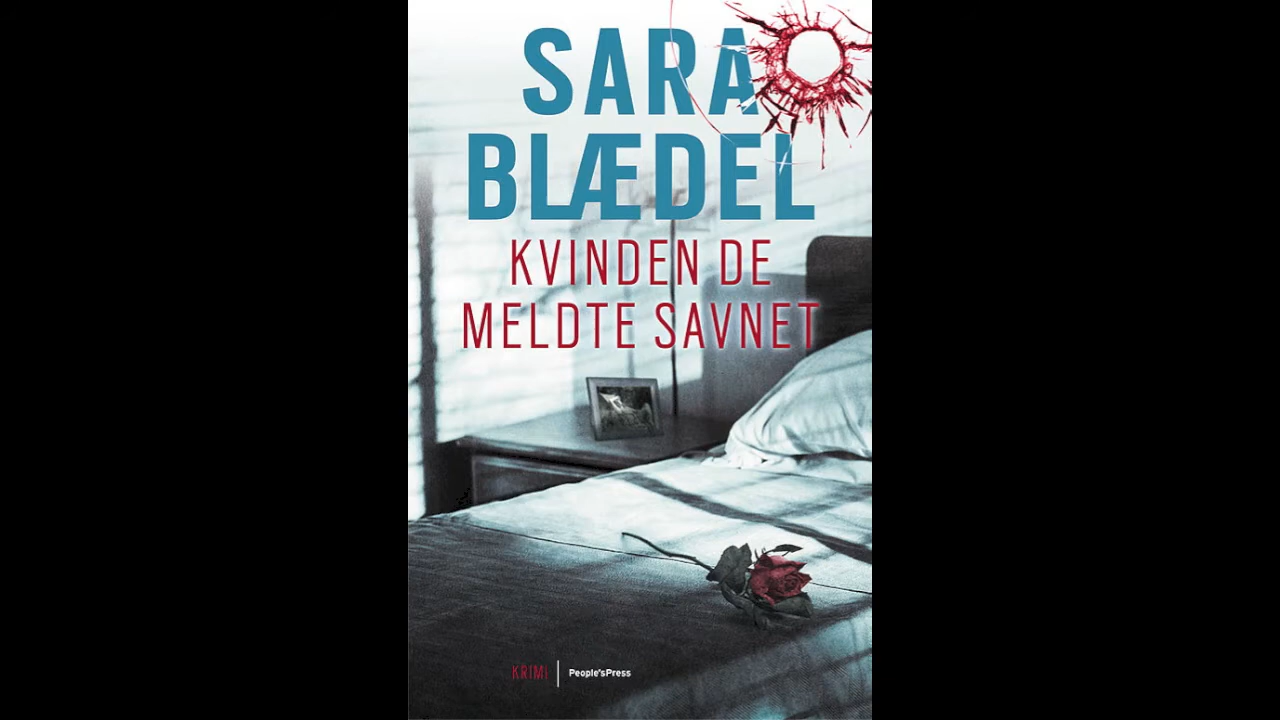 SARA
BLÆDEL
KVINDEN DE
MELDTE SAVNET
KRIMI | People'sPress